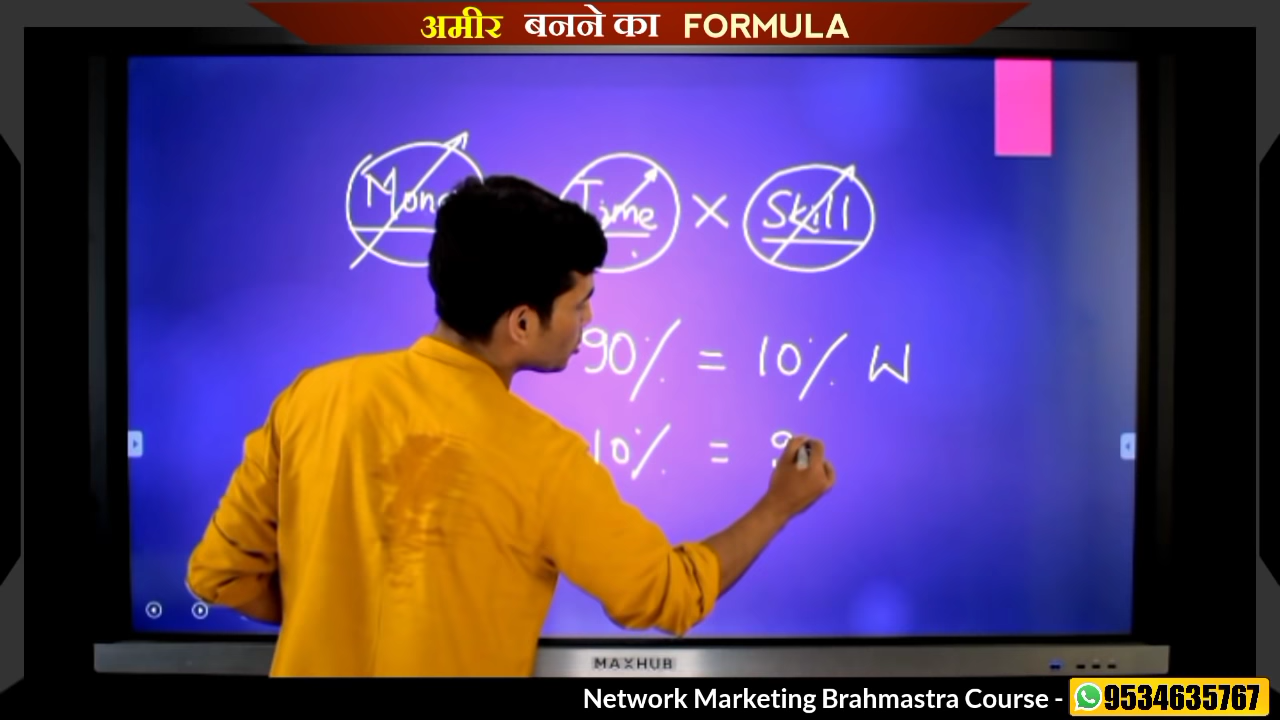 अमीर बनने का FORMULA
Time × Skill
90% = 10% W
10% =
MAXHUB
Network Marketing Brahmastra Course - 9534635767